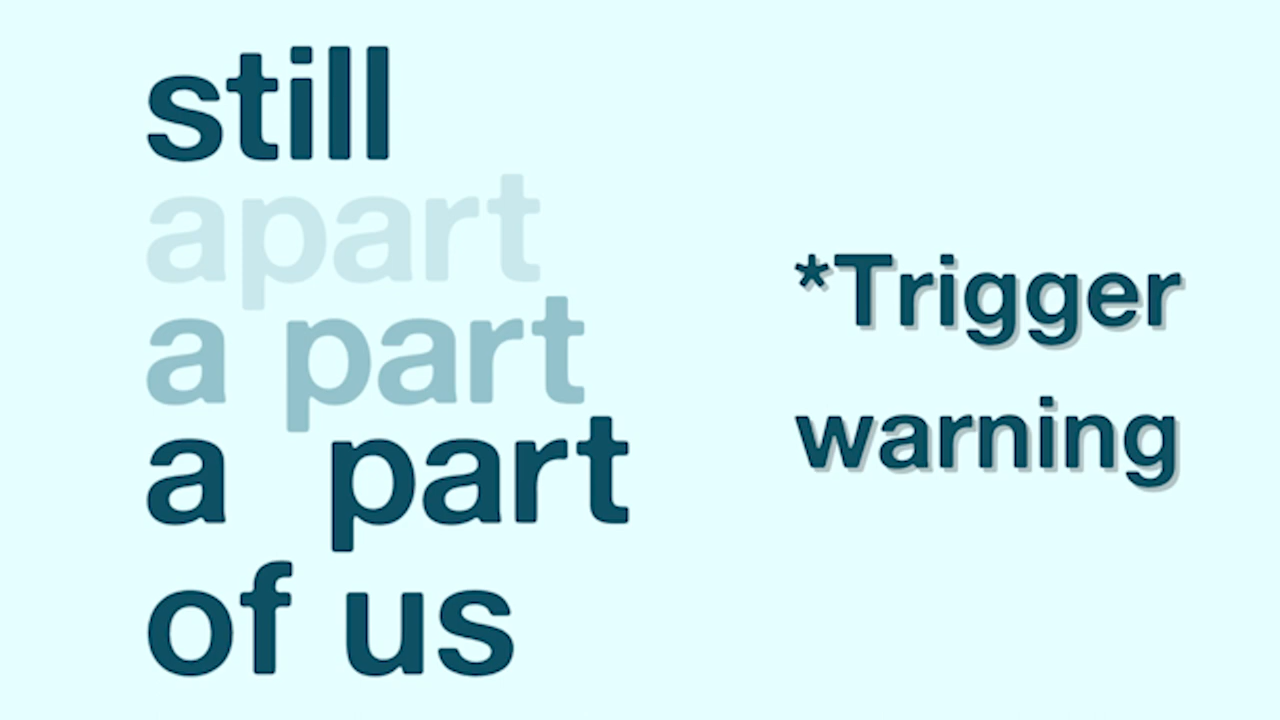 still
apart
a part
a  part
of us
*Trigger
warning